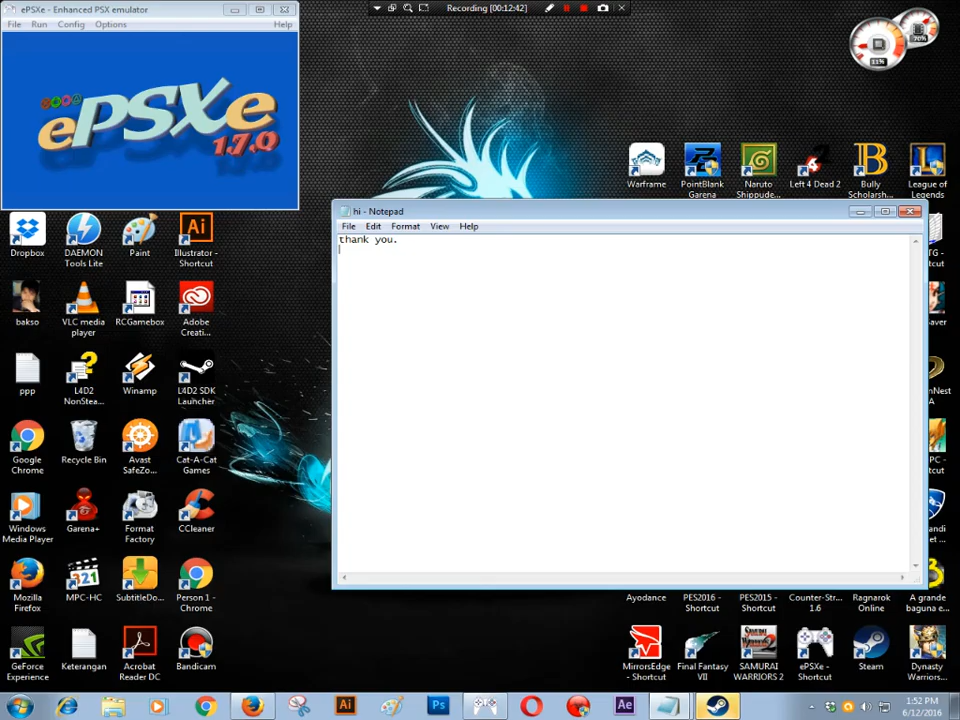 ePSXe - Enhanced PSX emulator
File Run Config Options Help
ePSXe
1.7.0
Recording [00:12:42]
11%
70%
hi - Notepad
File Edit Format View Help
thank you.
Warframe
PointBlank Garena
Naruto Shippude...
Left 4 Dead 2
Bully Scholarsh...
League of Legends
Dropbox
DAEMON Tools Lite
Paint
Illustrator - Shortcut
bakso
VLC media player
RCGamebox
Adobe Creati...
ppp
L4D2 NonStea...
Winamp
L4D2 SDK Launcher
Google Chrome
Recycle Bin
Avast SafeZo...
Cat-A-Cat Games
Windows Media Player
Garena+
Format Factory
CCleaner
Mozilla Firefox
MPC-HC
SubtitleDo...
Person 1 - Chrome
GeForce Experience
Keterangan
Acrobat Reader DC
Bandicam
Ayodance
PES2016 - Shortcut
PES2015 - Shortcut
Counter-Str... 1.6
Ragnarok Online
A grande baguna e...
MirrorsEdge - Shortcut
Final Fantasy VII
SAMURAI WARRIORS 2
ePSXe - Shortcut
Steam
Dynasty Warriors...
1:52 PM
6/12/2016